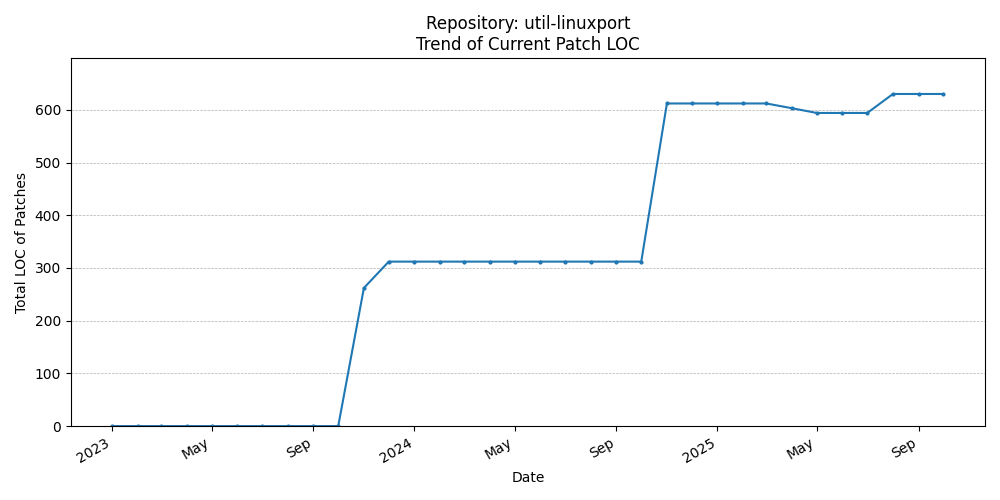 Repository: util-linuxport
Trend of Current Patch LOC
Total LOC of Patches
600
500
400
300
200
100
0
2023
May
Sep
2024
May
Sep
2025
May
Sep
Date